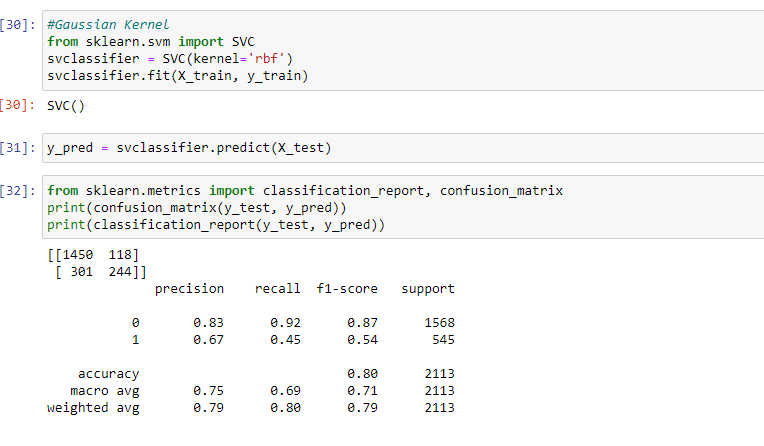 [30]: #Gaussian Kernel
from sklearn.svm import SVC
svclassifier = SVC(kernel='rbf')
svclassifier.fit(X_train, y_train)
[30]: SVC()
[31]: y_pred = svclassifier.predict(X_test)
[32]: from sklearn.metrics import classification_report, confusion_matrix
print(confusion_matrix(y_test, y_pred))
print(classification_report(y_test, y_pred))
[[1450 118]
[ 301 244]]
precision recall f1-score support
0 0.83 0.92 0.87 1568
1 0.67 0.45 0.54 545
accuracy 0.80 2113
macro avg 0.75 0.69 0.71 2113
weighted avg 0.79 0.80 0.79 2113